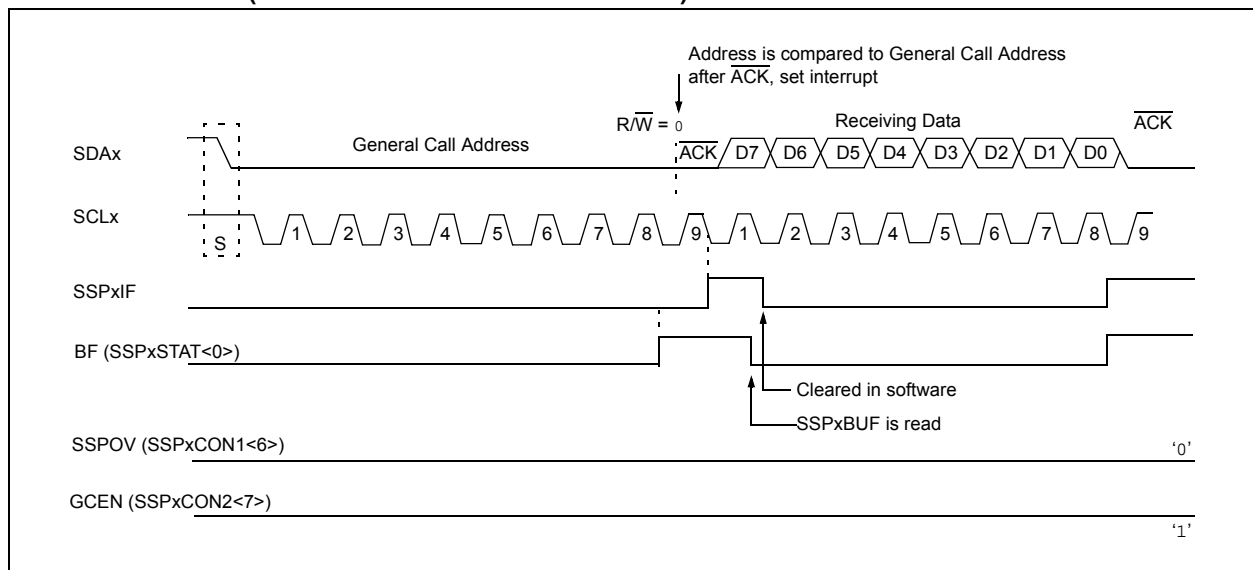 Address is compared to General Call Address
after ACK, set interrupt
R/W = 0
Receiving Data
ACK
SDAx
General Call Address
ACK D7 D6 D5 D4 D3 D2 D1 D0
SCLx
S
1 2 3 4 5 6 7 8 9 1 2 3 4 5 6 7 8 9
SSPxIF
BF (SSPxSTAT<0>)
Cleared in software
SSPxBUF is read
SSPOV (SSPxCON1<6>)
‘0’
GCEN (SSPxCON2<7>)
‘1’